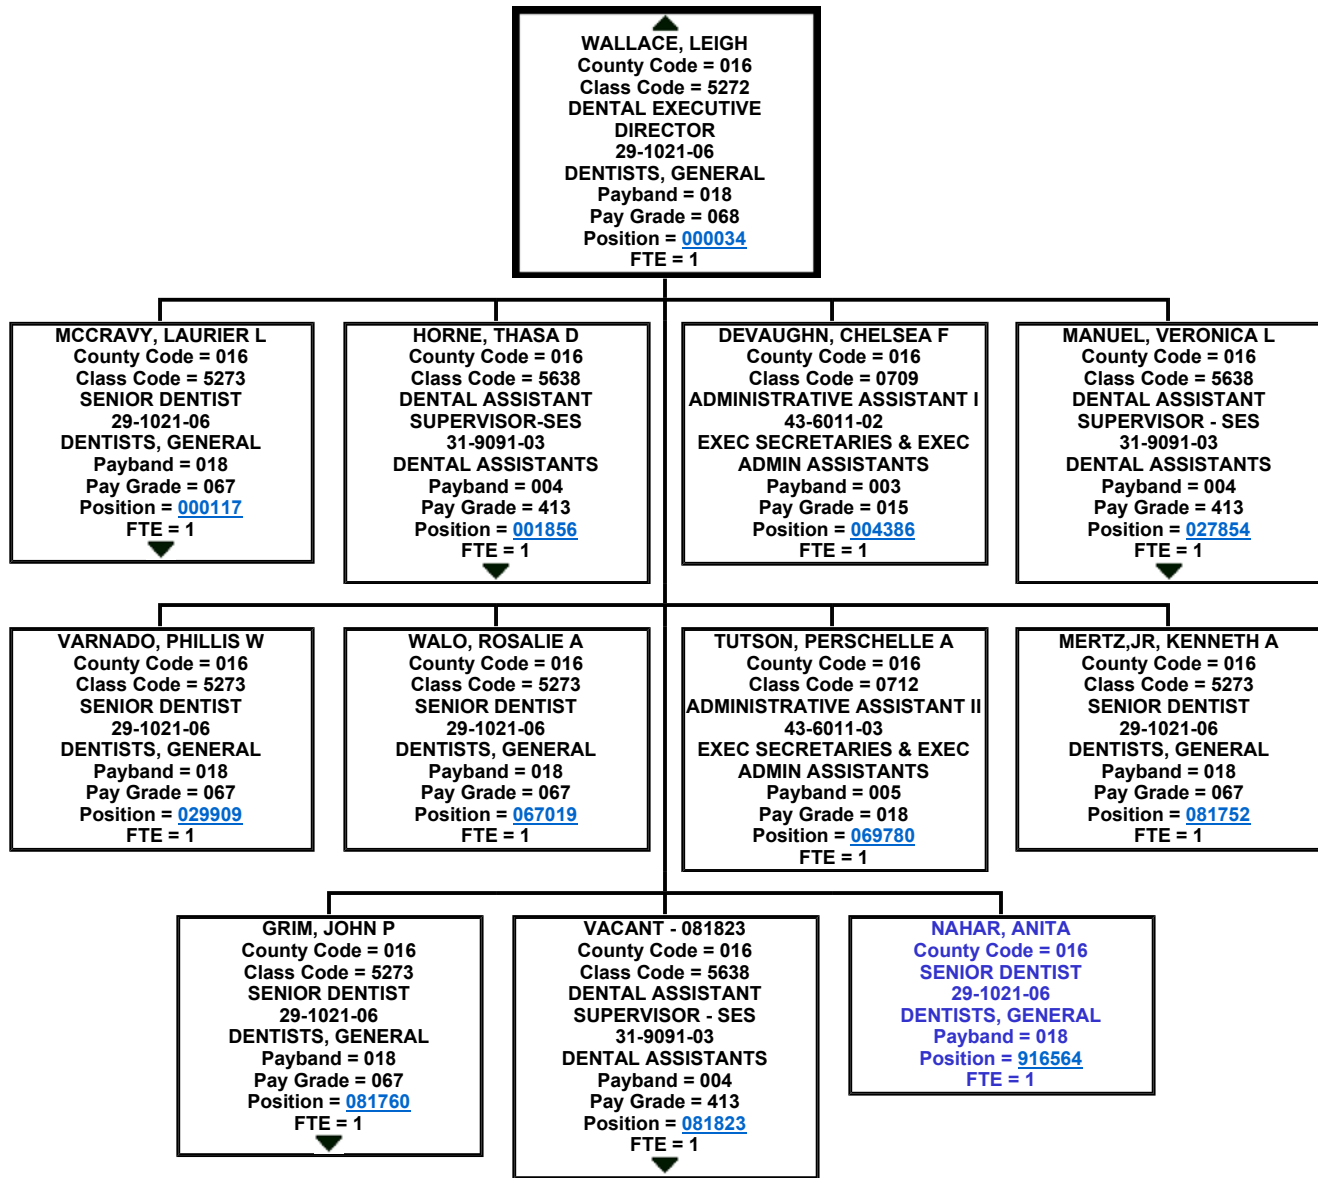 WALLACE, LEIGH
County Code = 016
Class Code = 5272
DENTAL EXECUTIVE
DIRECTOR
29-1021-06
DENTISTS, GENERAL
Payband = 018
Pay Grade = 068
Position = 000034
FTE = 1
MCCRAVY, LAURIER L
County Code = 016
Class Code = 5273
SENIOR DENTIST
29-1021-06
DENTISTS, GENERAL
Payband = 018
Pay Grade = 067
Position = 000117
FTE = 1
HORNE, THASA D
County Code = 016
Class Code = 5638
DENTAL ASSISTANT
SUPERVISOR-SES
31-9091-03
DENTAL ASSISTANTS
Payband = 004
Pay Grade = 413
Position = 001856
FTE = 1
DEVAUGHN, CHELSEA F
County Code = 016
Class Code = 0709
ADMINISTRATIVE ASSISTANT I
43-6011-02
EXEC SECRETARIES & EXEC
ADMIN ASSISTANTS
Payband = 003
Pay Grade = 015
Position = 004386
FTE = 1
MANUEL, VERONICA L
County Code = 016
Class Code = 5638
DENTAL ASSISTANT
SUPERVISOR - SES
31-9091-03
DENTAL ASSISTANTS
Payband = 004
Pay Grade = 413
Position = 027854
FTE = 1
VARNADO, PHILLIS W
County Code = 016
Class Code = 5273
SENIOR DENTIST
29-1021-06
DENTISTS, GENERAL
Payband = 018
Pay Grade = 067
Position = 029909
FTE = 1
WALO, ROSALIE A
County Code = 016
Class Code = 5273
SENIOR DENTIST
29-1021-06
DENTISTS, GENERAL
Payband = 018
Pay Grade = 067
Position = 067019
FTE = 1
TUTSON, PERSCHELLE A
County Code = 016
Class Code = 0712
ADMINISTRATIVE ASSISTANT II
43-6011-03
EXEC SECRETARIES & EXEC
ADMIN ASSISTANTS
Payband = 005
Pay Grade = 018
Position = 069780
FTE = 1
MERTZ,JR, KENNETH A
County Code = 016
Class Code = 5273
SENIOR DENTIST
29-1021-06
DENTISTS, GENERAL
Payband = 018
Pay Grade = 067
Position = 081752
FTE = 1
GRIM, JOHN P
County Code = 016
Class Code = 5273
SENIOR DENTIST
29-1021-06
DENTISTS, GENERAL
Payband = 018
Pay Grade = 067
Position = 081760
FTE = 1
VACANT - 081823
County Code = 016
Class Code = 5638
DENTAL ASSISTANT
SUPERVISOR - SES
31-9091-03
DENTAL ASSISTANTS
Payband = 004
Pay Grade = 413
Position = 081823
FTE = 1
NAHAR, ANITA
County Code = 016
SENIOR DENTIST
29-1021-06
DENTISTS, GENERAL
Payband = 018
Position = 916564
FTE = 1